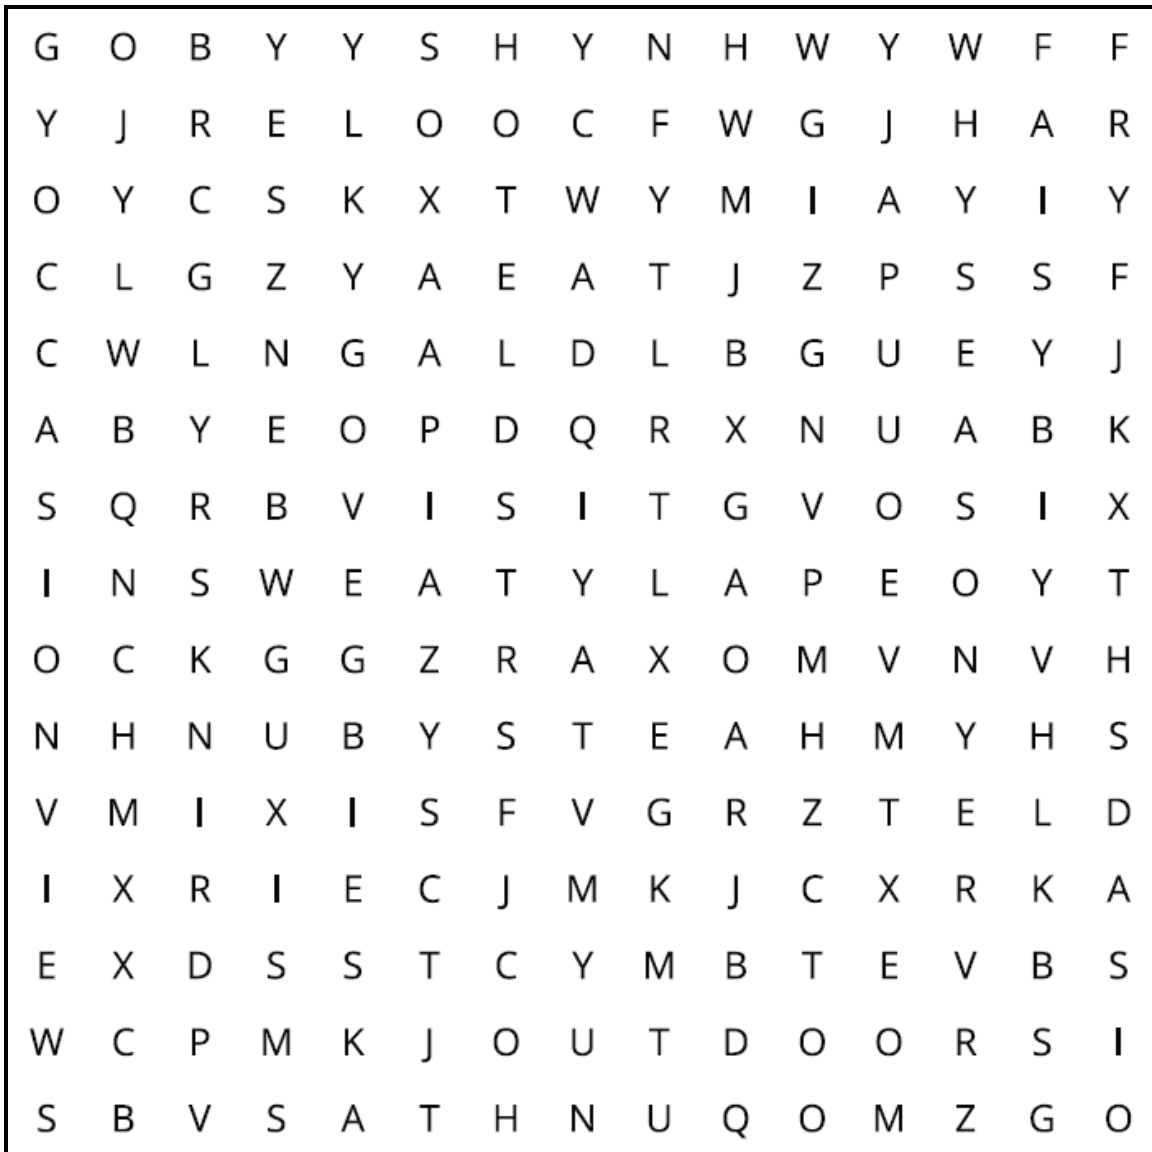 G O B Y Y S H Y N H W Y W F F
Y J R E L O O C F W G J H A R
O Y C S K X T W Y M I A Y I Y
C L G Z Y A E A T J Z P S S F
C W L N G A L D L B G U E Y J
A B Y E O P D Q R X N U A B K
S Q R B V I S I T G V O S I X
I N S W E A T Y L A P E O Y T
O C K G G Z R A X O M V N V H
N H N U B Y S T E A H M Y H S
V M I X I S F V G R Z T E L D
I X R I E C J M K J C X R K A
E X D S S T C Y M B T E V B S
W C P M K J O U T D O O R S I
S B V S A T H N U Q O M Z G O